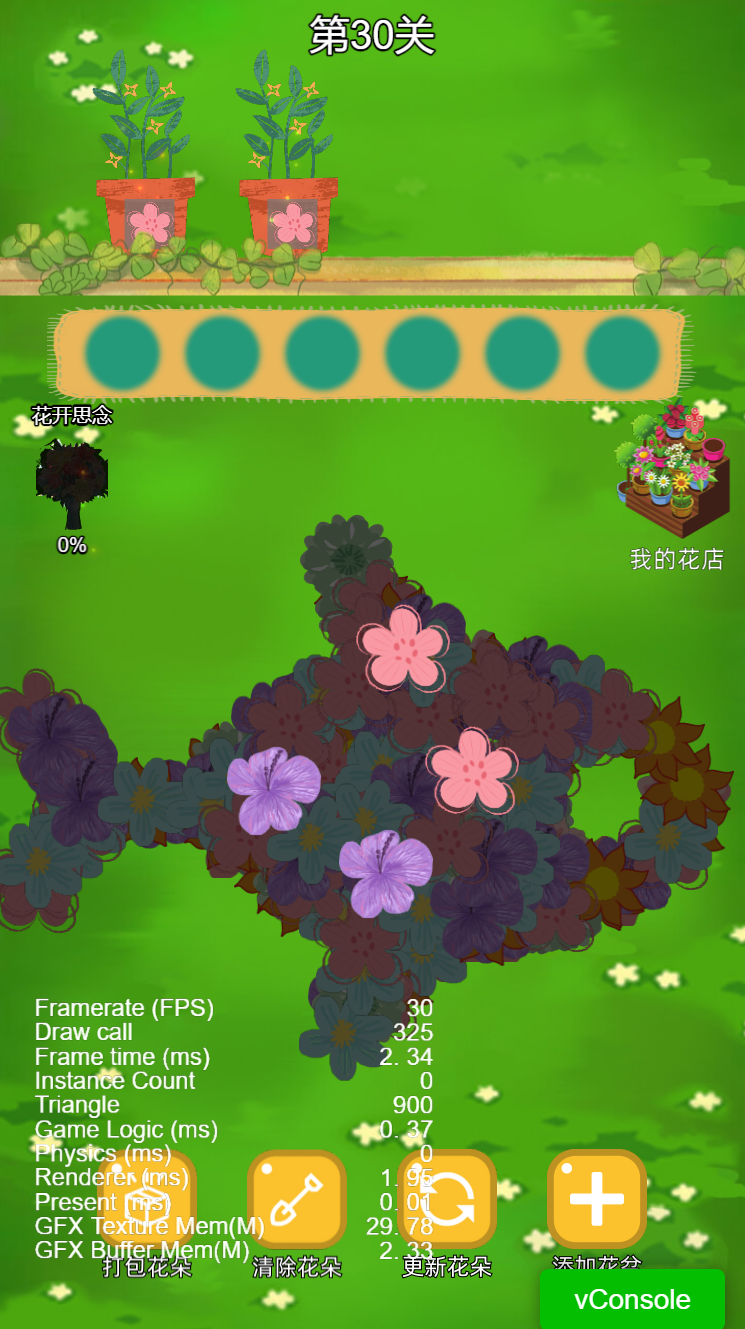 第30关
花开思念
0%
我的花店
Framerate (FPS) 30
Draw call 325
Frame time (ms) 2. 34
Instance Count 0
Triangle 900
Game Logic (ms) 0. 37
Physics (ms) 0
Renderer (ms) 1. 95
Present (ms) 0. 01
GFX Texture Mem(M) 29. 78
GFX Buffer Mem(M) 2. 33
打包花朵 清除花朵 更新花朵 添加花盆
vConsole